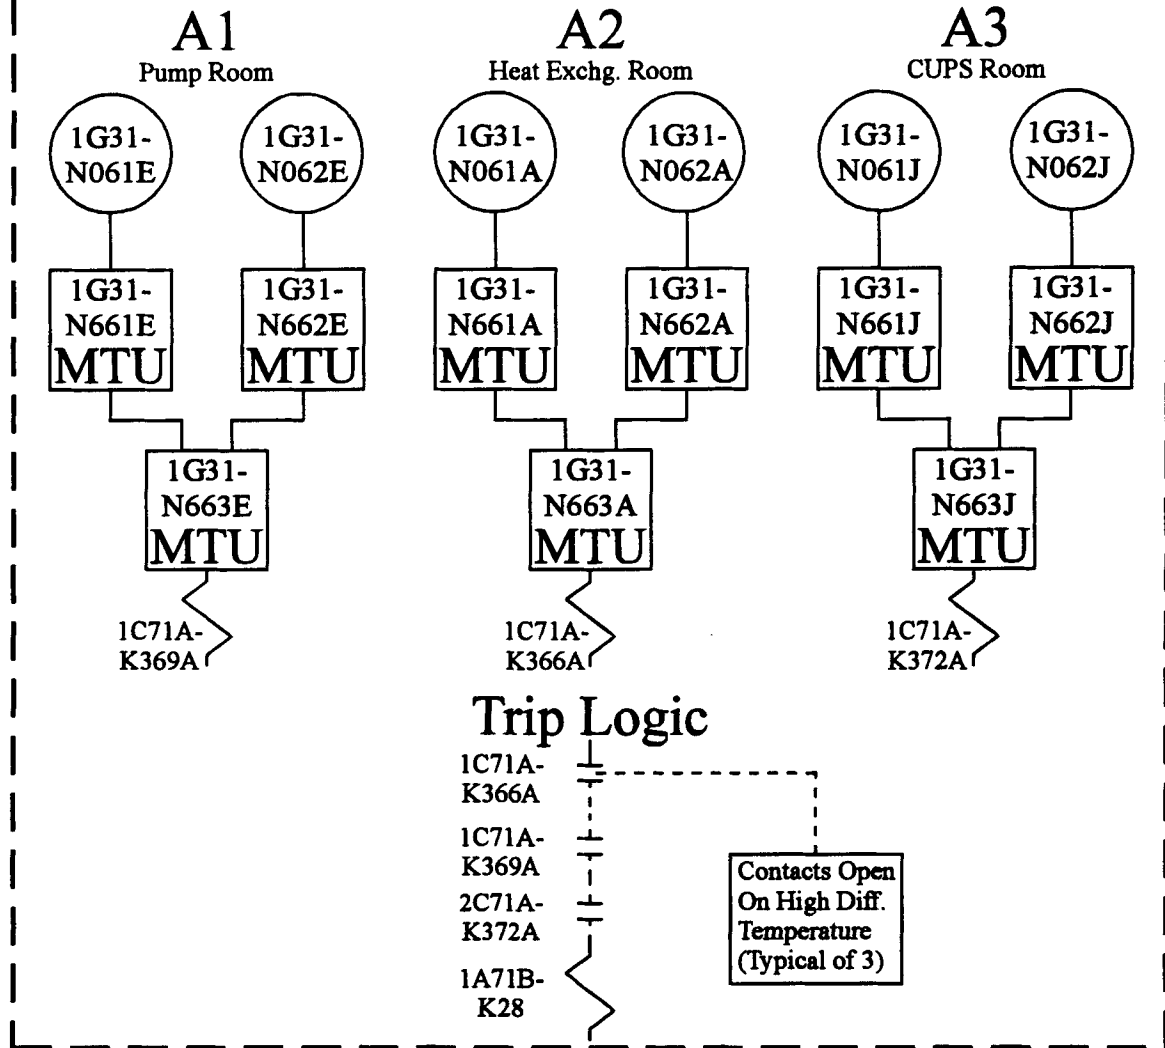 A1
Pump Room
A2
Heat Exchg. Room
A3
CUPS Room
1G31-
N061E
1G31-
N062E
1G31-
N061A
1G31-
N062A
1G31-
N061J
1G31-
N062J
1G31-
N661E
MTU
1G31-
N662E
MTU
1G31-
N661A
MTU
1G31-
N662A
MTU
1G31-
N661J
MTU
1G31-
N662J
MTU
1G31-
N663E
MTU
1G31-
N663A
MTU
1G31-
N663J
MTU
1C71A-
K369A
1C71A-
K366A
1C71A-
K372A
Trip Logic
1C71A-
K366A
1C71A-
K369A
2C71A-
K372A
1A71B-
K28
Contacts Open
On High Diff.
Temperature
(Typical of 3)